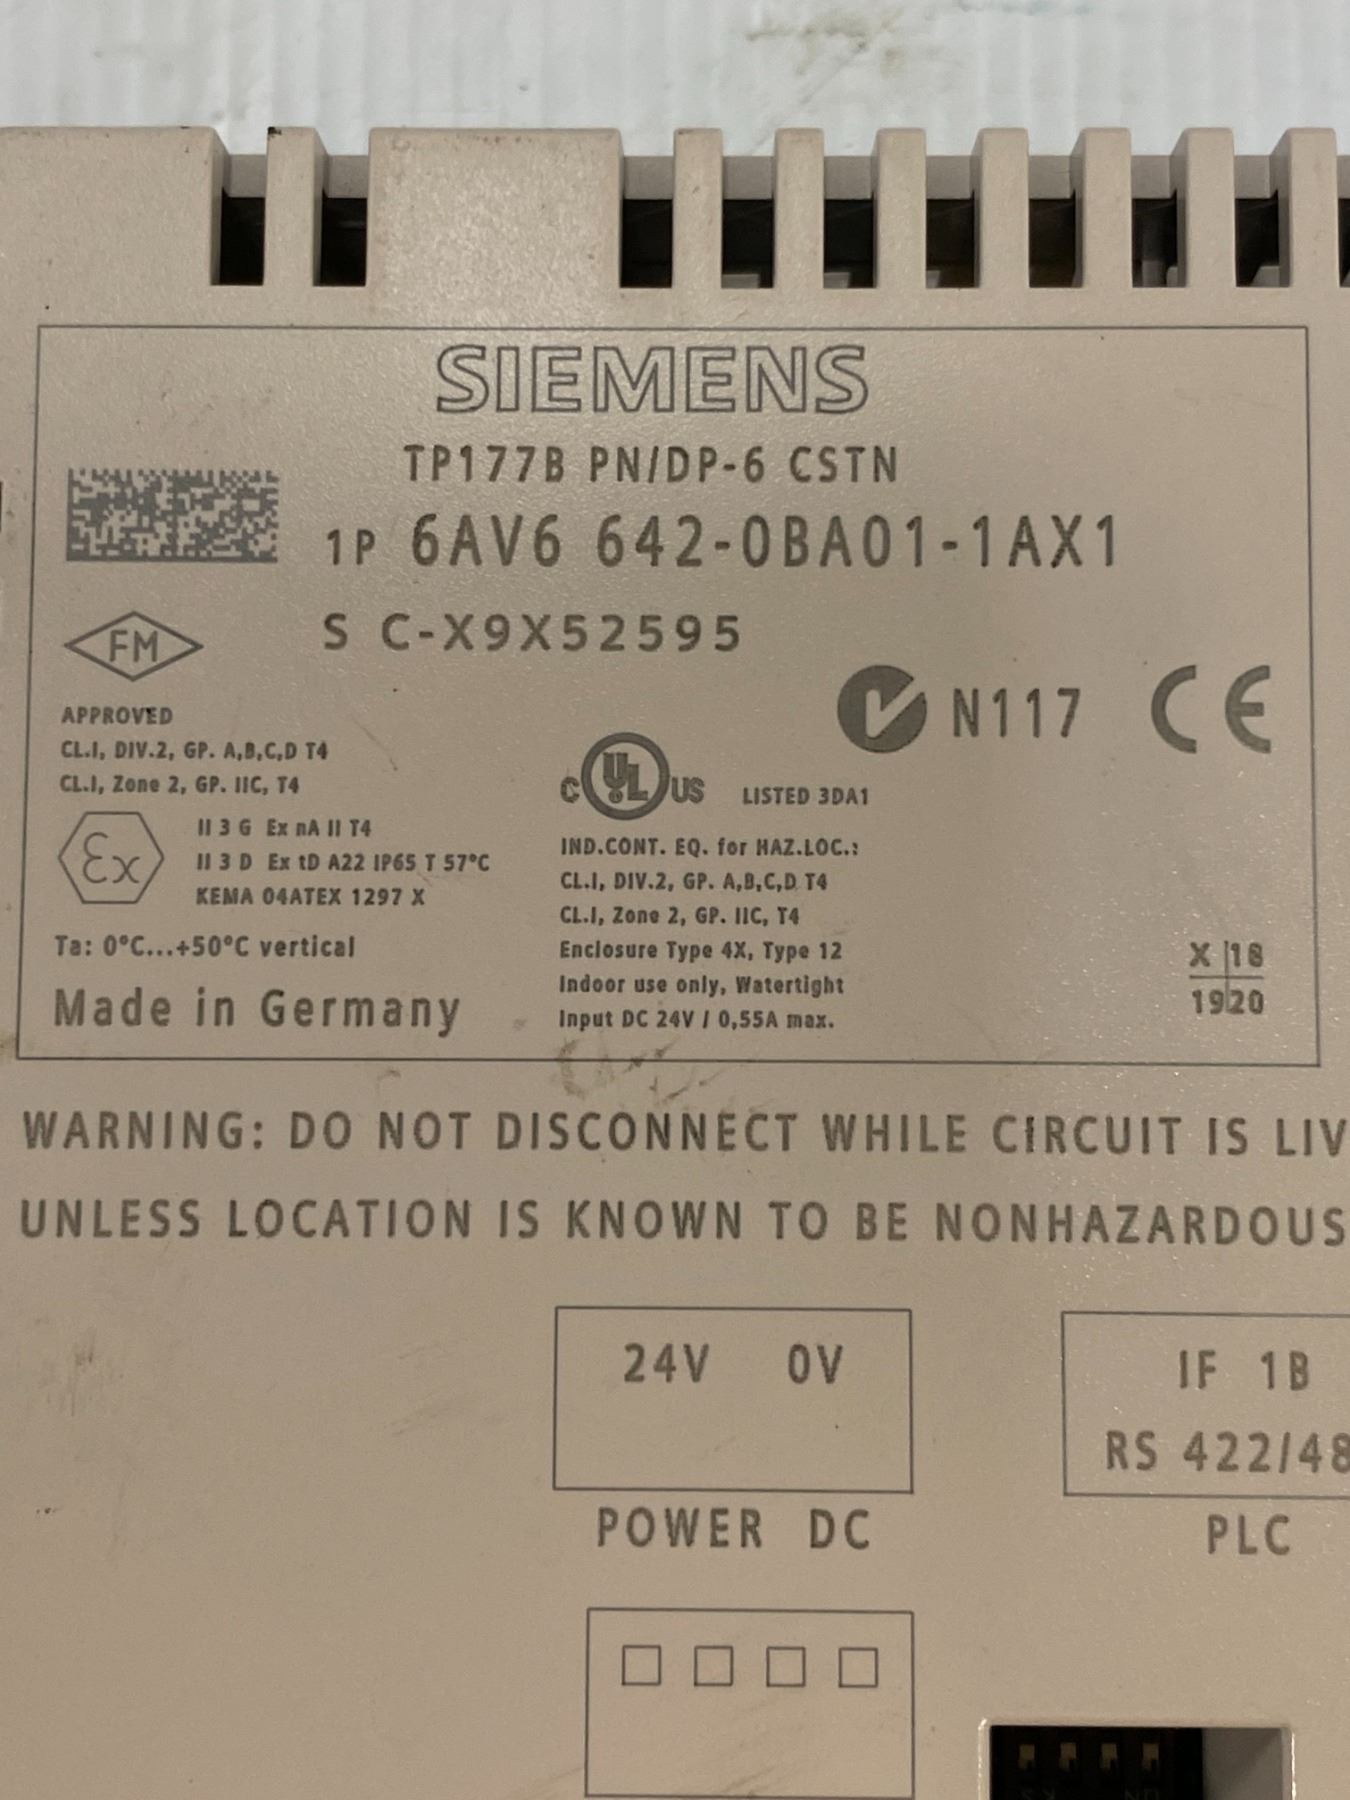 SIEMENS
TP177B PN/DP-6 CSTN
1P 6AV6 642-0BA01-1AX1
S C-X9X52595
FM
APPROVED
CL.I, DIV.2, GP. A,B,C,D T4
CL.I, Zone 2, GP. IIC, T4
N117 CE
C UL US LISTED 3DA1
Ex II 3 G Ex nA II T4
II 3 D Ex tD A22 IP65 T 57°C
KEMA 04ATEX 1297 X
IND.CONT. EQ. for HAZ.LOC.:
CL.I, DIV.2, GP. A,B,C,D T4
CL.I, Zone 2, GP. IIC, T4
Enclosure Type 4X, Type 12
Indoor use only, Watertight
Input DC 24V / 0,55A max.
Ta: 0°C...+50°C vertical
Made in Germany
X 18
19 20
WARNING: DO NOT DISCONNECT WHILE CIRCUIT IS LIV
UNLESS LOCATION IS KNOWN TO BE NONHAZARDOUS
24V 0V
POWER DC
IF 1B
RS 422/48
PLC